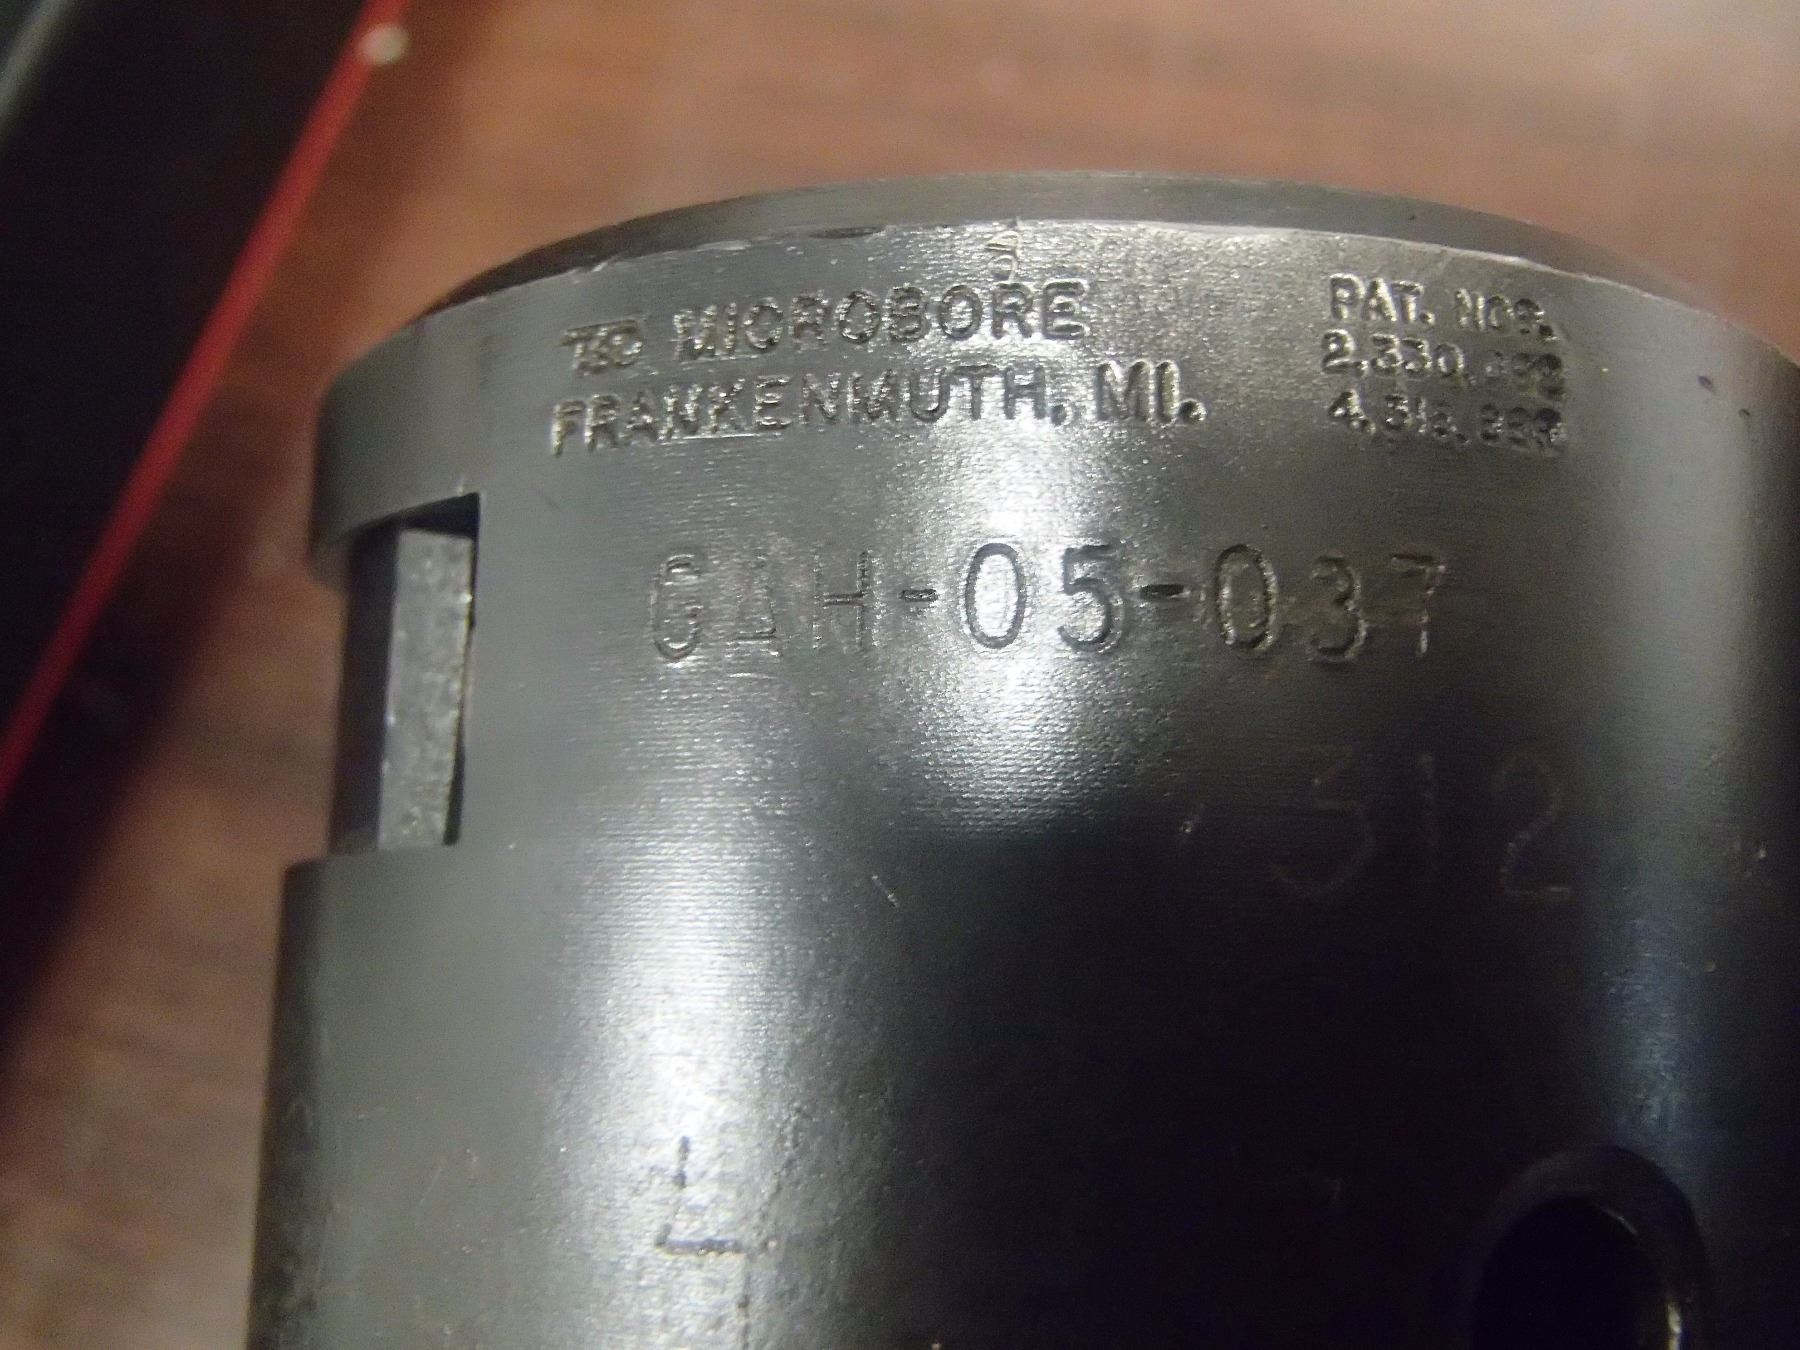 MICROBORE
FRANKENMUTH, MI.
PAT. NOS.
CAH-05-037
312